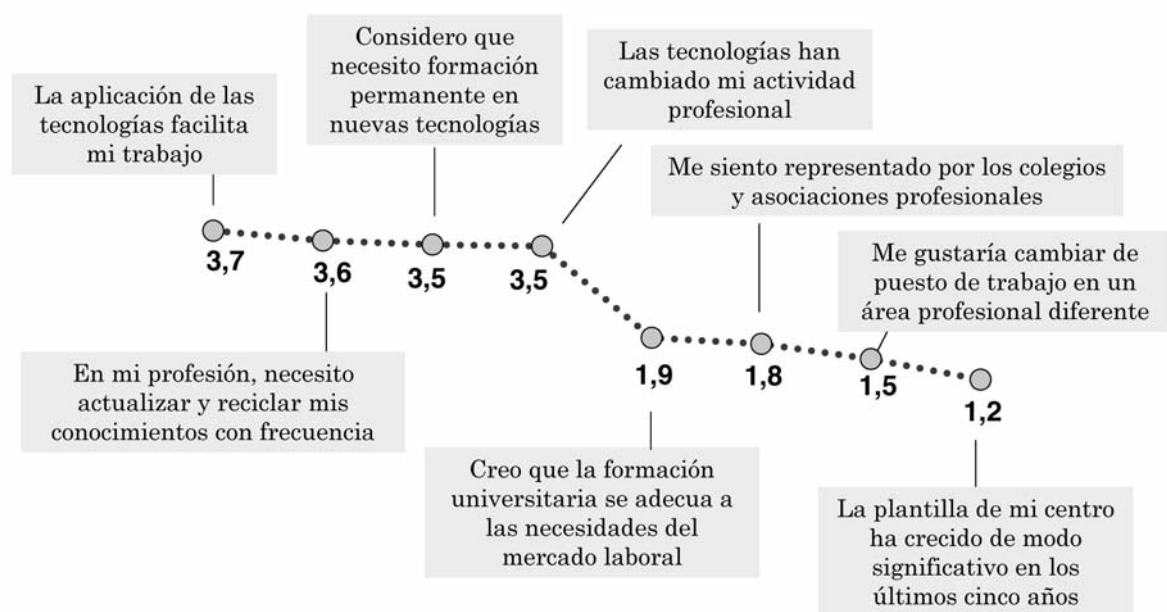 La aplicación de las
tecnologías facilita
mi trabajo
3,7
En mi profesión, necesito
actualizar y reciclar mis
conocimientos con frecuencia
3,6
Considero que
necesito formación
permanente en
nuevas tecnologías
3,5
Las tecnologías han
cambiado mi actividad
profesional
3,5
Creo que la formación
universitaria se adecua a
las necesidades del
mercado laboral
1,9
Me siento representado por los colegios
y asociaciones profesionales
1,8
Me gustaría cambiar de
puesto de trabajo en un
área profesional diferente
1,5
La plantilla de mi centro
ha crecido de modo
significativo en los
últimos cinco años
1,2